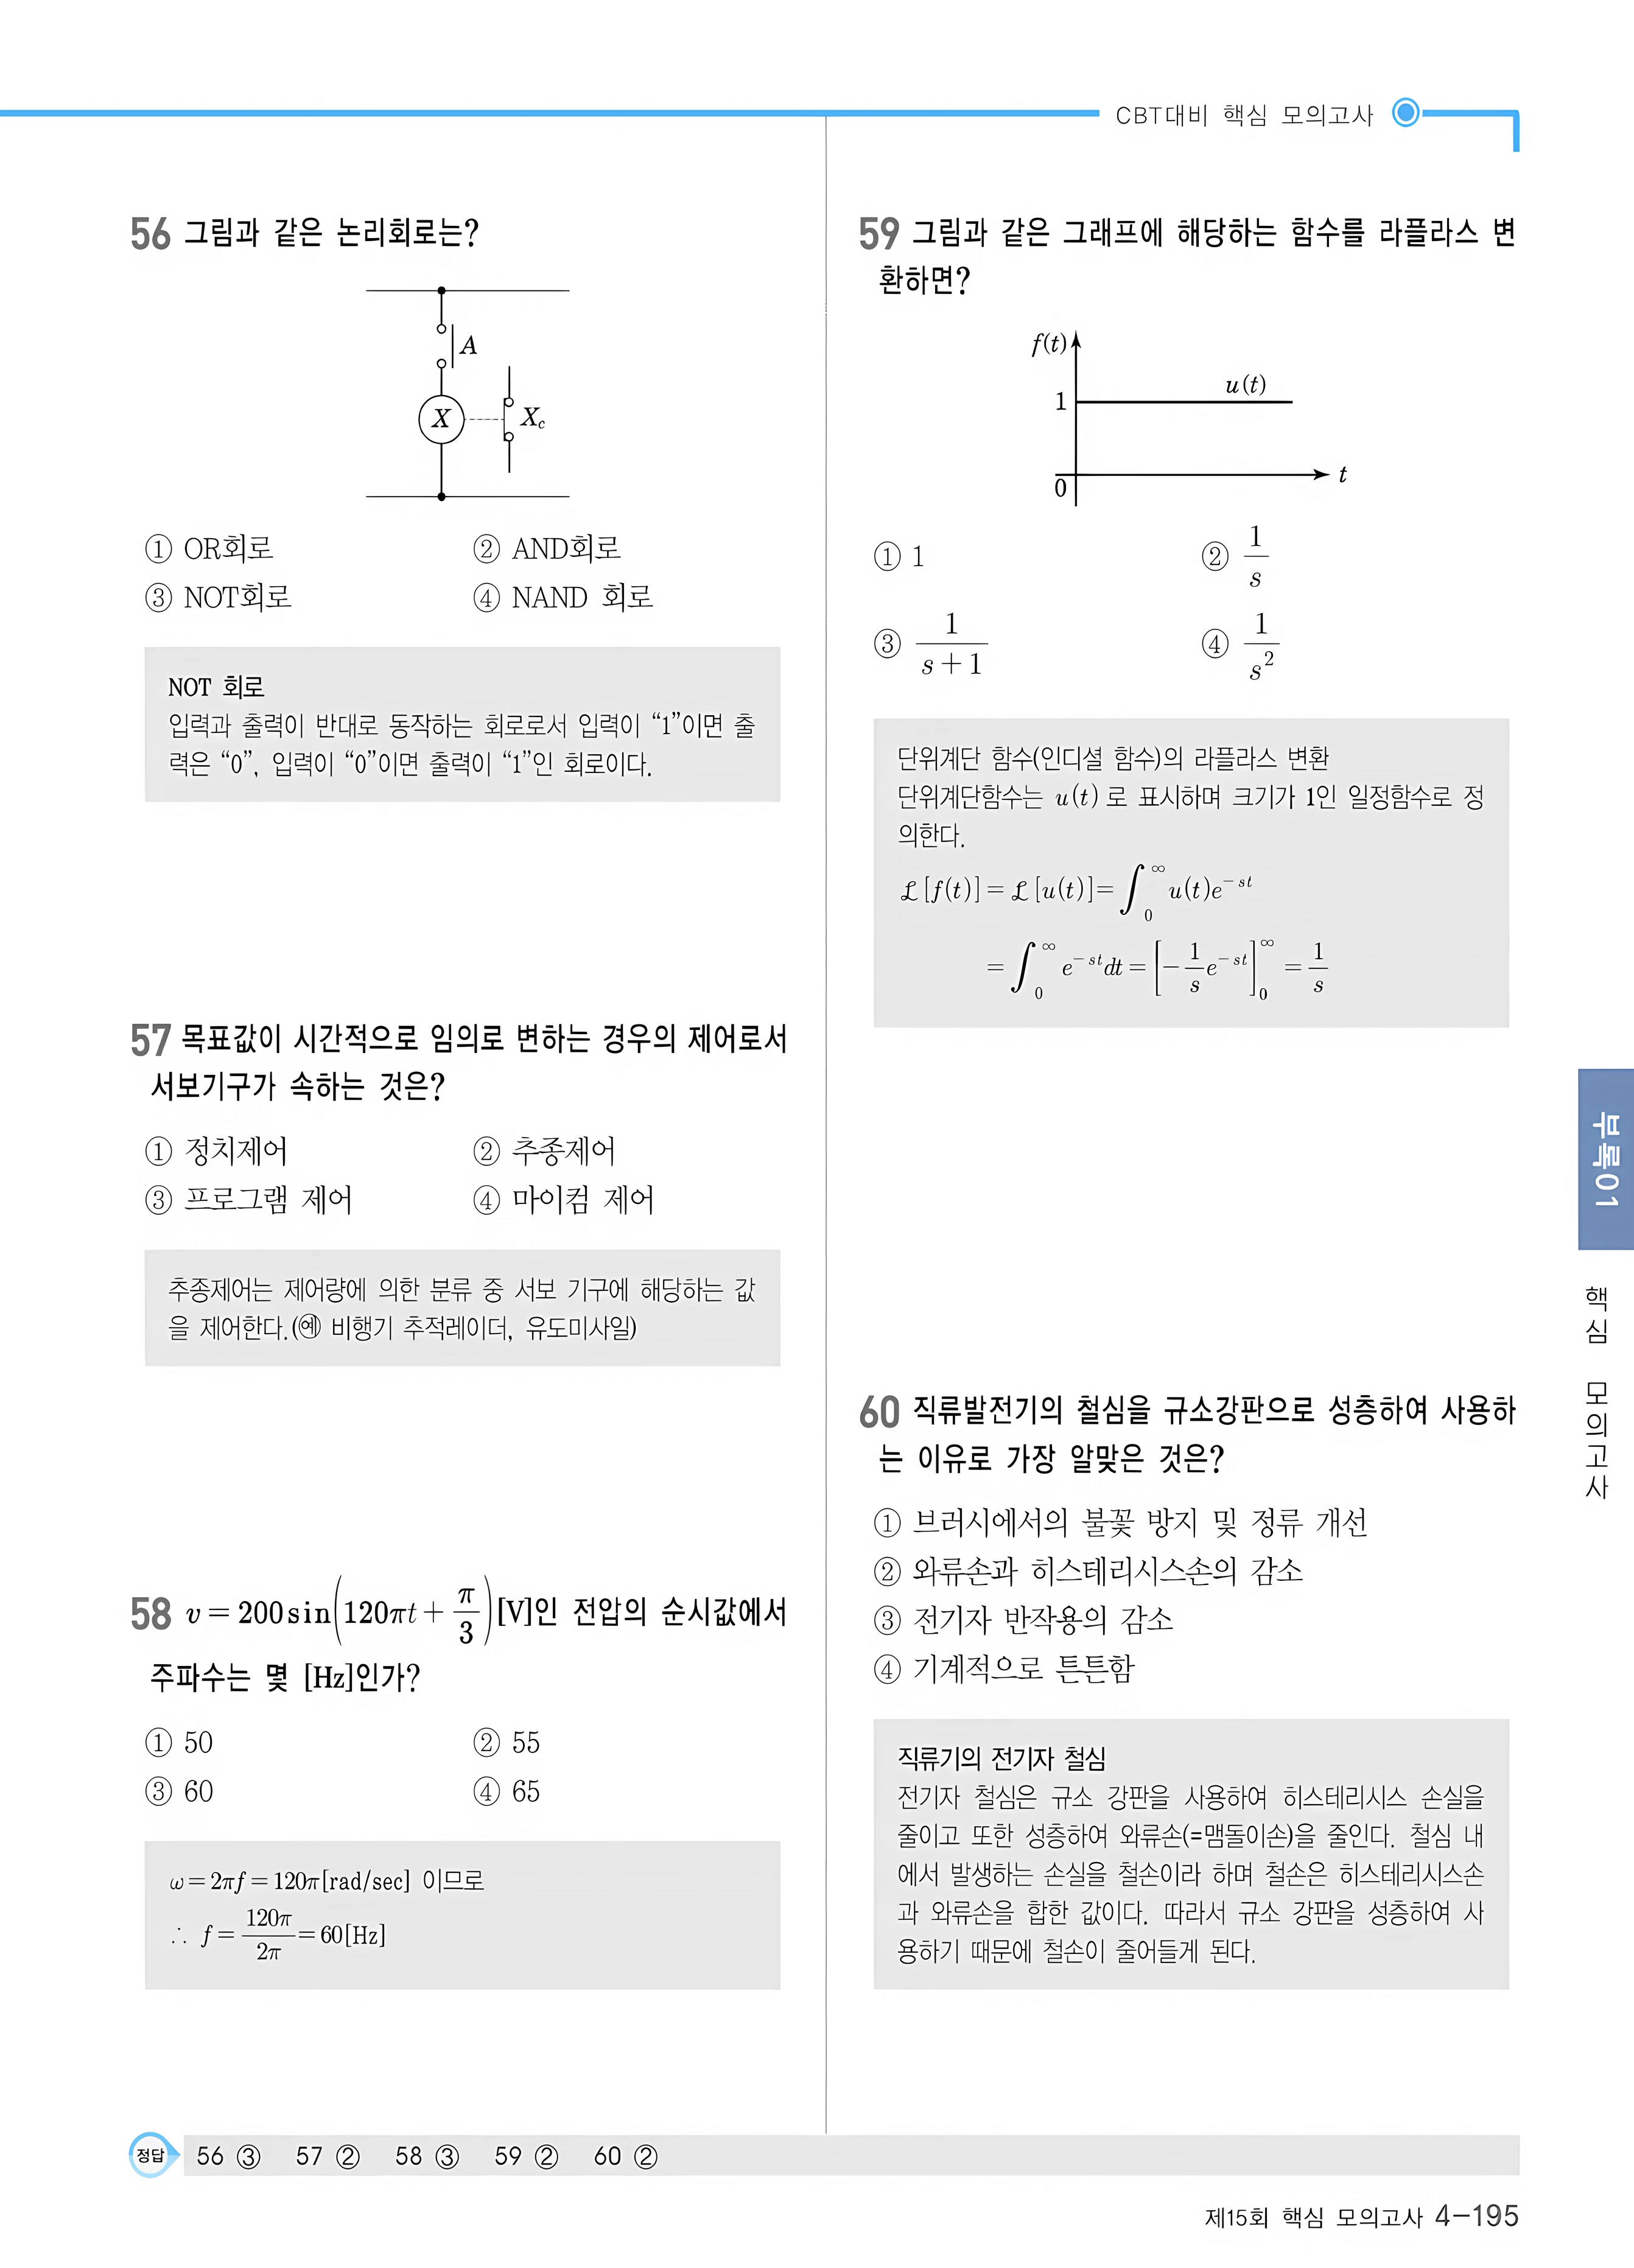 CBT대비 핵심 모의고사
56 그림과 같은 논리회로는?
A
X
Xc
① OR회로 ② AND회로
③ NOT회로 ④ NAND 회로
NOT 회로
입력과 출력이 반대로 동작하는 회로로서 입력이 “1”이면 출
력은 “0”, 입력이 “0”이면 출력이 “1”인 회로이다.
57 목표값이 시간적으로 임의로 변하는 경우의 제어로서
서보기구가 속하는 것은?
① 정치제어 ② 추종제어
③ 프로그램 제어 ④ 마이컴 제어
추종제어는 제어량에 의한 분류 중 서보 기구에 해당하는 값
을 제어한다.(예 비행기 추적레이더, 유도미사일)
58 v = 200sin(120πt + π/3)[V]인 전압의 순시값에서
주파수는 몇 [Hz]인가?
① 50 ② 55
③ 60 ④ 65
ω = 2πf = 120π[rad/sec] 이므로
∴ f = 120π/2π = 60[Hz]
59 그림과 같은 그래프에 해당하는 함수를 라플라스 변
환하면?
f(t)
u(t)
1
t
0
① 1 ② 1/s
③ 1/(s+1) ④ 1/s²
단위계단 함수(인디셜 함수)의 라플라스 변환
단위계단함수는 u(t)로 표시하며 크기가 1인 일정함수로 정
의한다.
ℒ[f(t)] = ℒ[u(t)] = ∫₀^∞ u(t)e^(-st)
= ∫₀^∞ e^(-st)dt = [-1/s e^(-st)]₀^∞ = 1/s
60 직류발전기의 철심을 규소강판으로 성층하여 사용하
는 이유로 가장 알맞은 것은?
① 브러시에서의 불꽃 방지 및 정류 개선
② 와류손과 히스테리시스손의 감소
③ 전기자 반작용의 감소
④ 기계적으로 튼튼함
직류기의 전기자 철심
전기자 철심은 규소 강판을 사용하여 히스테리시스 손실을
줄이고 또한 성층하여 와류손(=맴돌이손)을 줄인다. 철심 내
에서 발생하는 손실을 철손이라 하며 철손은 히스테리시스손
과 와류손을 합한 값이다. 따라서 규소 강판을 성층하여 사
용하기 때문에 철손이 줄어들게 된다.
부록01
핵심 모의고사
정답 56 ③ 57 ② 58 ③ 59 ② 60 ②
제15회 핵심 모의고사 4-195